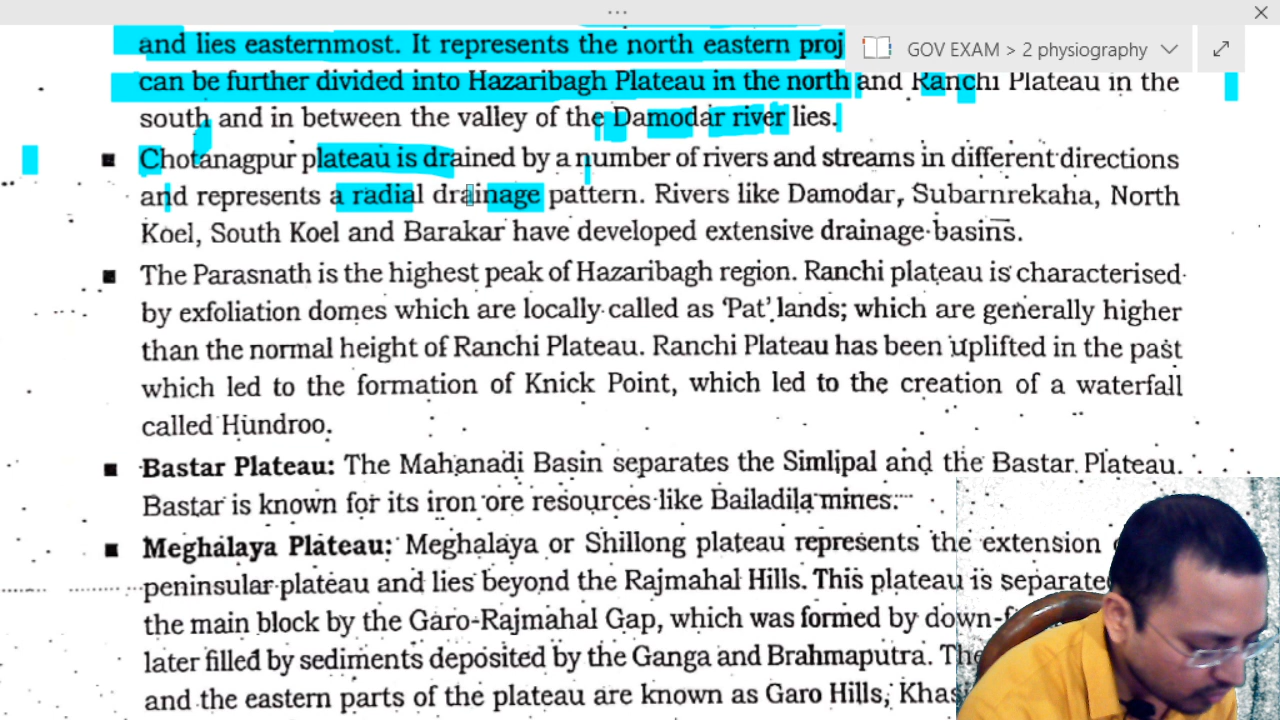 and lies easternmost. It represents the north eastern proj
GOV EXAM > 2 physiography
can be further divided into Hazaribagh Plateau in the north and Ranchi Plateau in the
south and in between the valley of the Damodar river lies.
■ Chotanagpur plateau is drained by a number of rivers and streams in different directions
and represents a radial drainage pattern. Rivers like Damodar, Subarnrekaha, North
Koel, South Koel and Barakar have developed extensive drainage basins.
■ The Parasnath is the highest peak of Hazaribagh region. Ranchi plateau is characterised
by exfoliation domes which are locally called as 'Pat' lands; which are generally higher
than the normal height of Ranchi Plateau. Ranchi Plateau has been uplifted in the past
which led to the formation of Knick Point, which led to the creation of a waterfall
called Hundroo.
■ Bastar Plateau: The Mahanadi Basin separates the Simlipal and the Bastar Plateau.
Bastar is known for its iron ore resources like Bailadila mines.
■ Meghalaya Plateau: Meghalaya or Shillong plateau represents the extension
peninsular plateau and lies beyond the Rajmahal Hills. This plateau is separate
the main block by the Garo-Rajmahal Gap, which was formed by down-f
later filled by sediments deposited by the Ganga and Brahmaputra. The
and the eastern parts of the plateau are known as Garo Hills, Khas